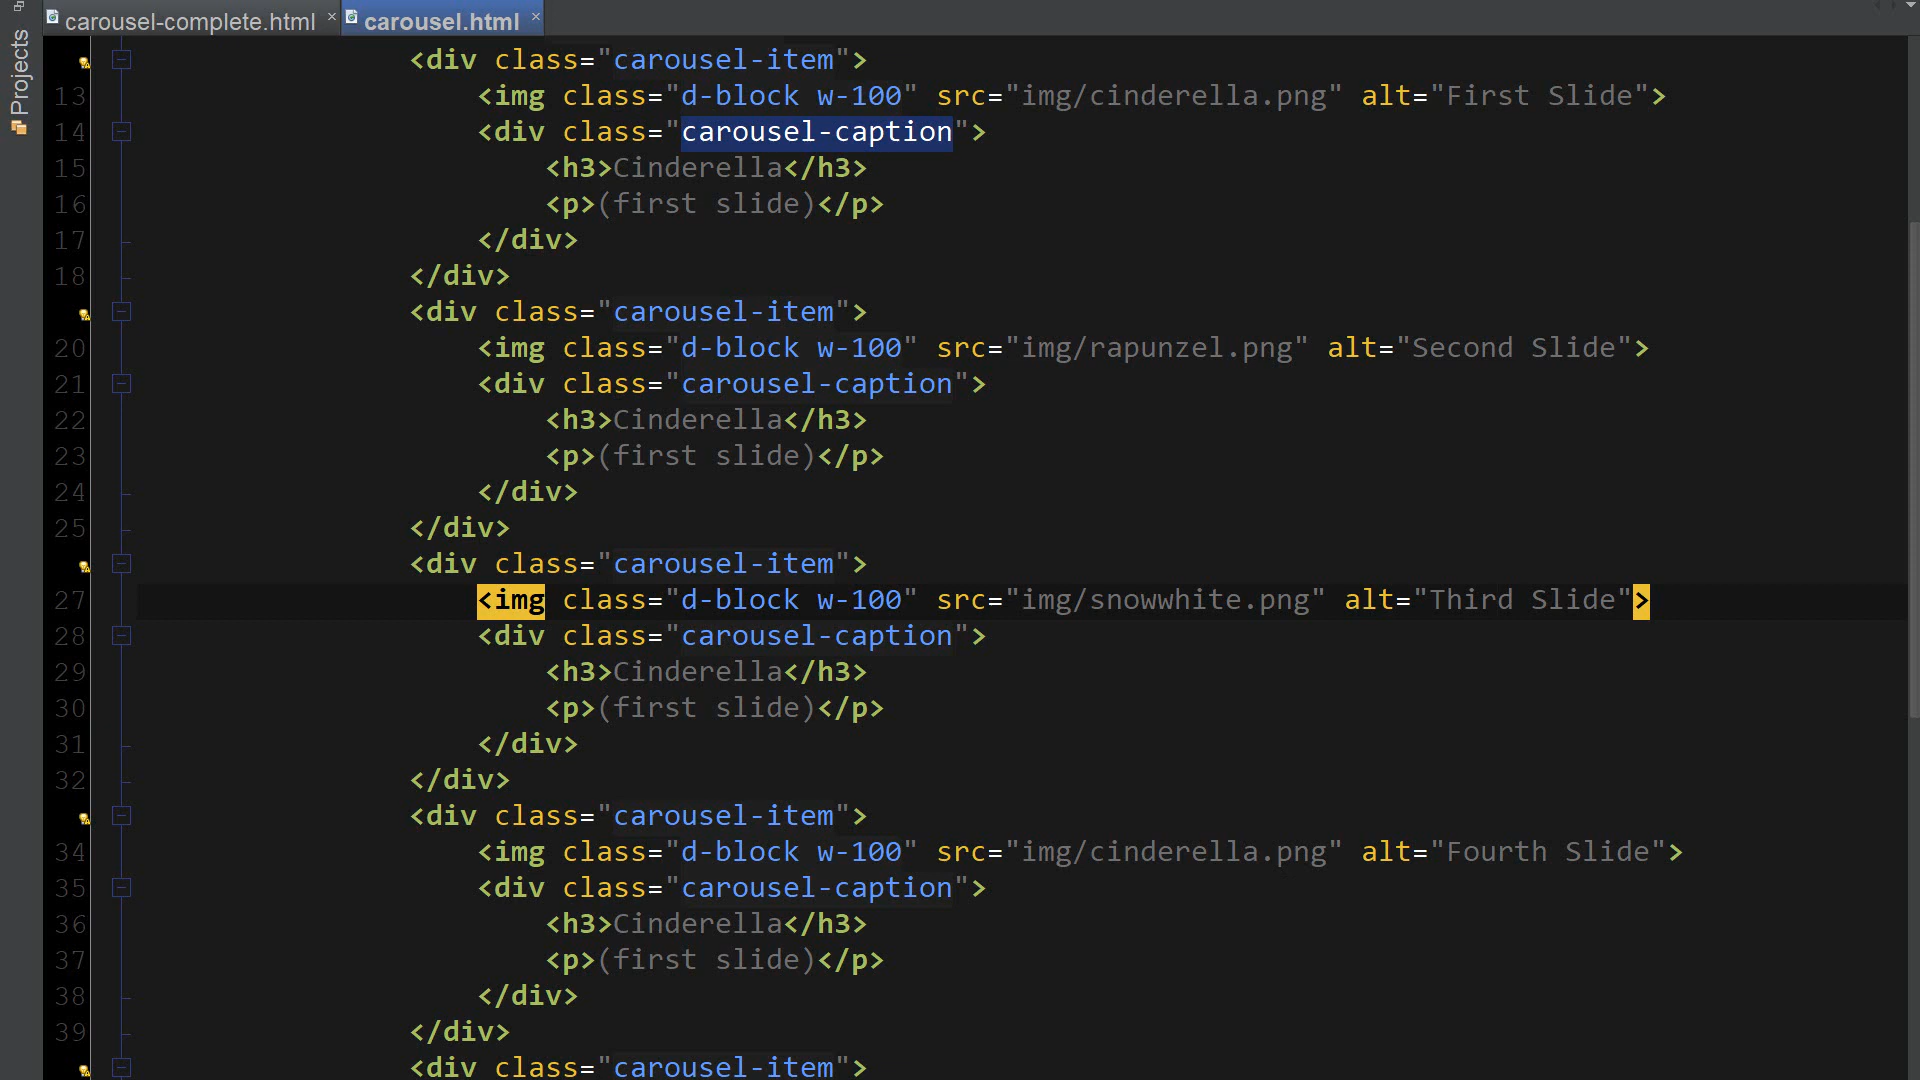 carousel-complete.html
carousel.html
Projects
<div class="carousel-item">
13 <img class="d-block w-100" src="img/cinderella.png" alt="First Slide">
14 <div class="carousel-caption">
15 <h3>Cinderella</h3>
16 <p>(first slide)</p>
17 </div>
18 </div>
<div class="carousel-item">
20 <img class="d-block w-100" src="img/rapunzel.png" alt="Second Slide">
21 <div class="carousel-caption">
22 <h3>Cinderella</h3>
23 <p>(first slide)</p>
24 </div>
25 </div>
<div class="carousel-item">
27 <img class="d-block w-100" src="img/snowwhite.png" alt="Third Slide">
28 <div class="carousel-caption">
29 <h3>Cinderella</h3>
30 <p>(first slide)</p>
31 </div>
32 </div>
<div class="carousel-item">
34 <img class="d-block w-100" src="img/cinderella.png" alt="Fourth Slide">
35 <div class="carousel-caption">
36 <h3>Cinderella</h3>
37 <p>(first slide)</p>
38 </div>
39 </div>
<div class="carousel-item">